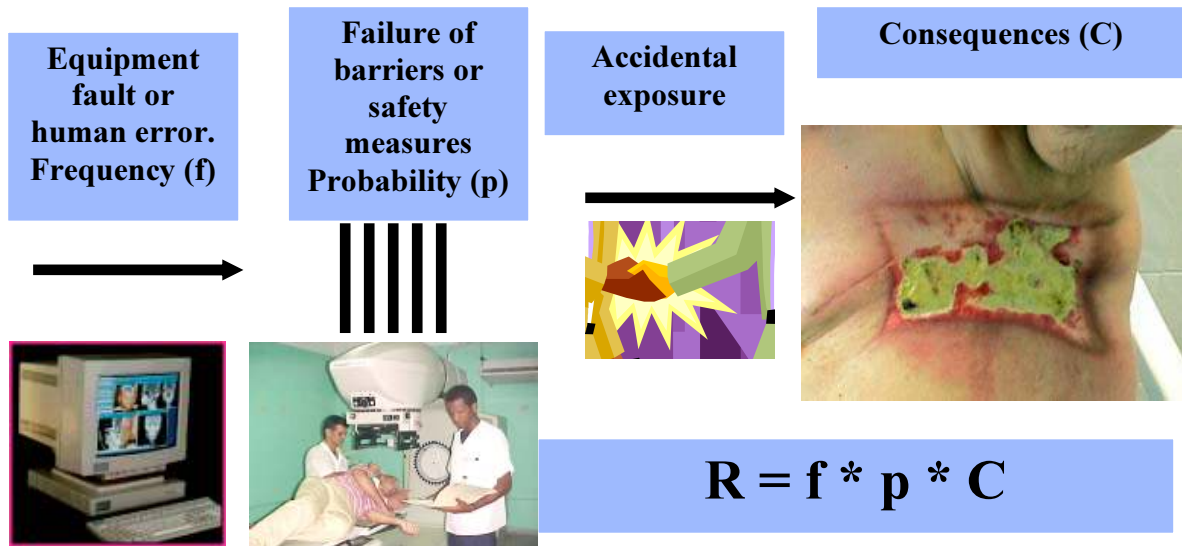 Equipment
fault or
human error.
Frequency (f)
Failure of
barriers or
safety
measures
Probability (p)
Accidental
exposure
Consequences (C)
R = f * p * C